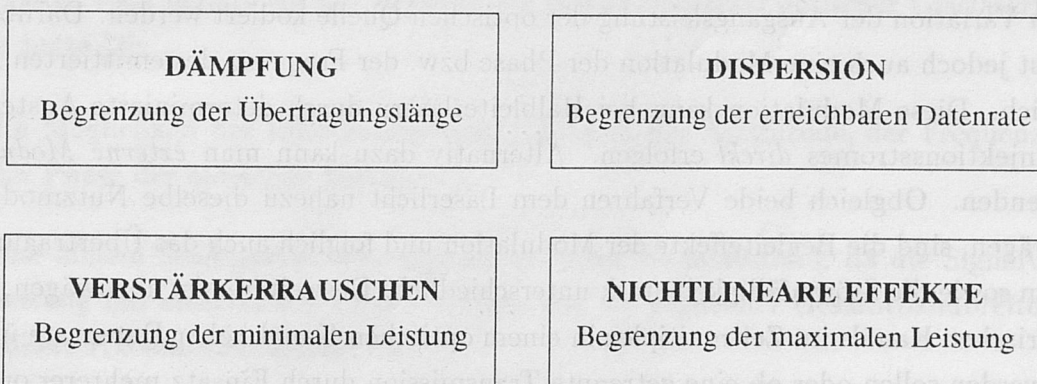 DÄMPFUNG
Begrenzung der Übertragungslänge
DISPERSION
Begrenzung der erreichbaren Datenrate
VERSTÄRKERRAUSCHEN
Begrenzung der minimalen Leistung
NICHTLINEARE EFFEKTE
Begrenzung der maximalen Leistung